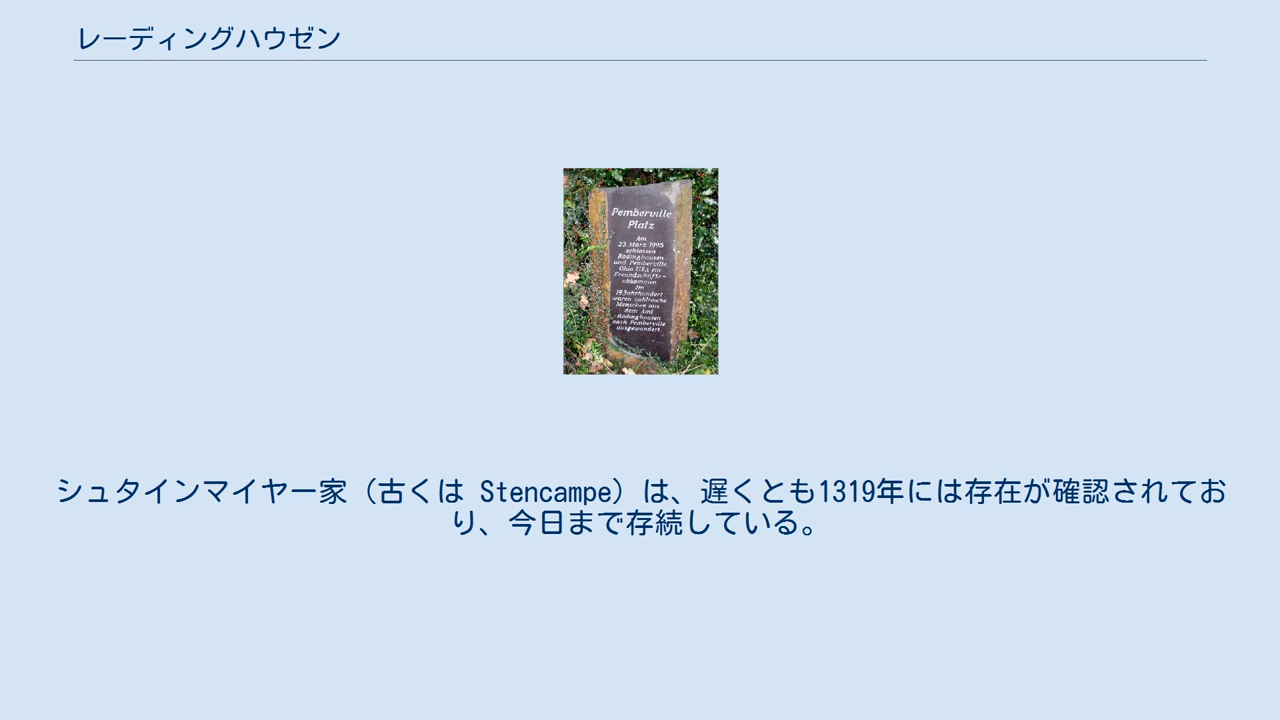 レーディングハウゼン
Pemberville
Platz
Am
23. März 1995
schlossen
Rödinghausen
und Pemberville,
Ohio USA ein
Freundschafts-
abkommen
Im
19.Jahrhundert
waren zahlreiche
Menschen aus
dem Amt
Rödinghausen
nach Pemberville
ausgewandert.
シュタインマイヤー家（古くは Stencampe）は、遅くとも1319年には存在が確認されてお
り、今日まで存続している。